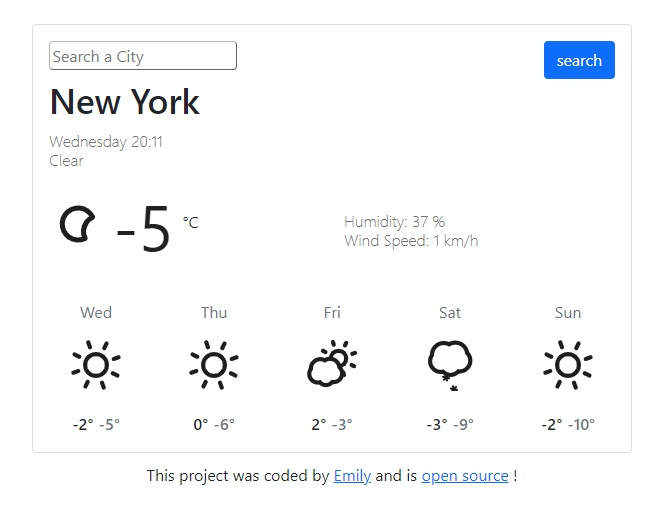 Search a City
search
New York
Wednesday 20:11
Clear
-5 °C
Humidity: 37 %
Wind Speed: 1 km/h
Wed Thu Fri Sat Sun
-2° -5° 0° -6° 2° -3° -3° -9° -2° -10°
This project was coded by Emily and is open source !